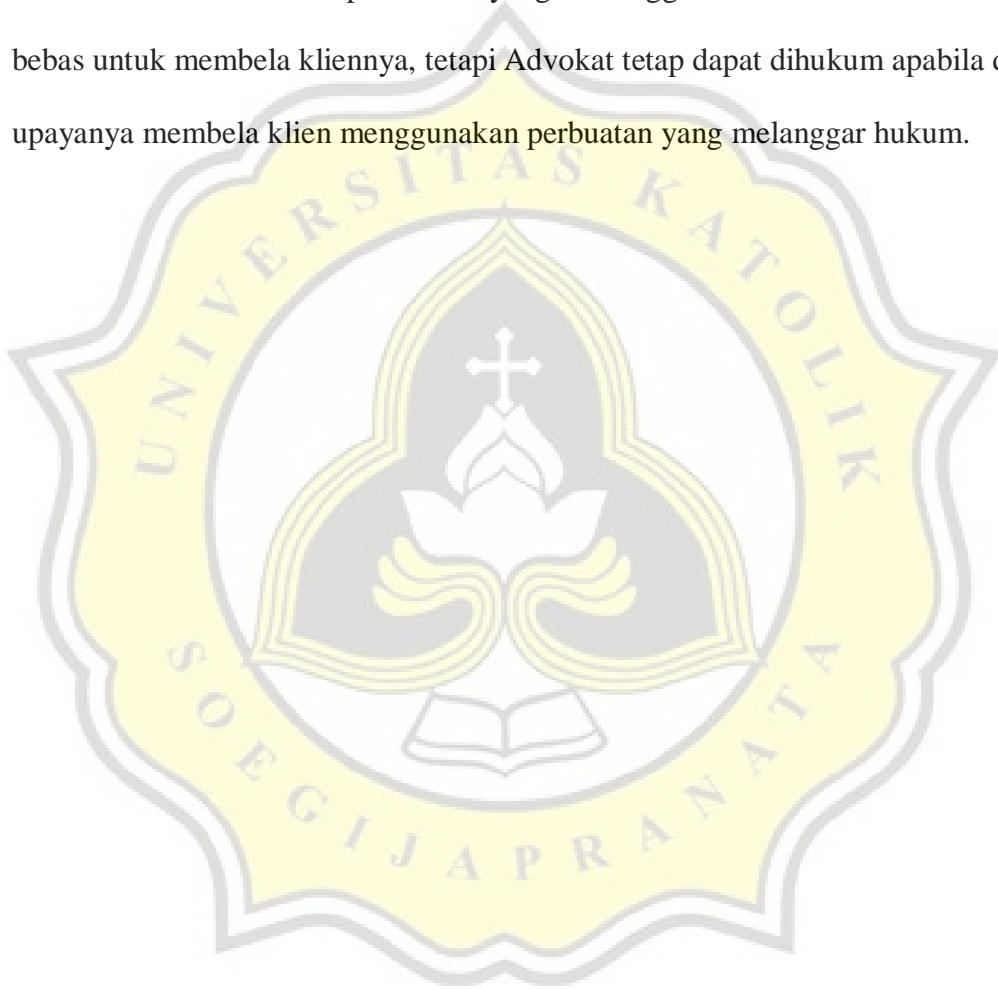 bebas untuk membela kliennya, tetapi Advokat tetap dapat dihukum apabila
upayanya membela klien menggunakan perbuatan yang melanggar hukum.
UNIVERSITAS KATOLIK
SOEGIJAPRANATA